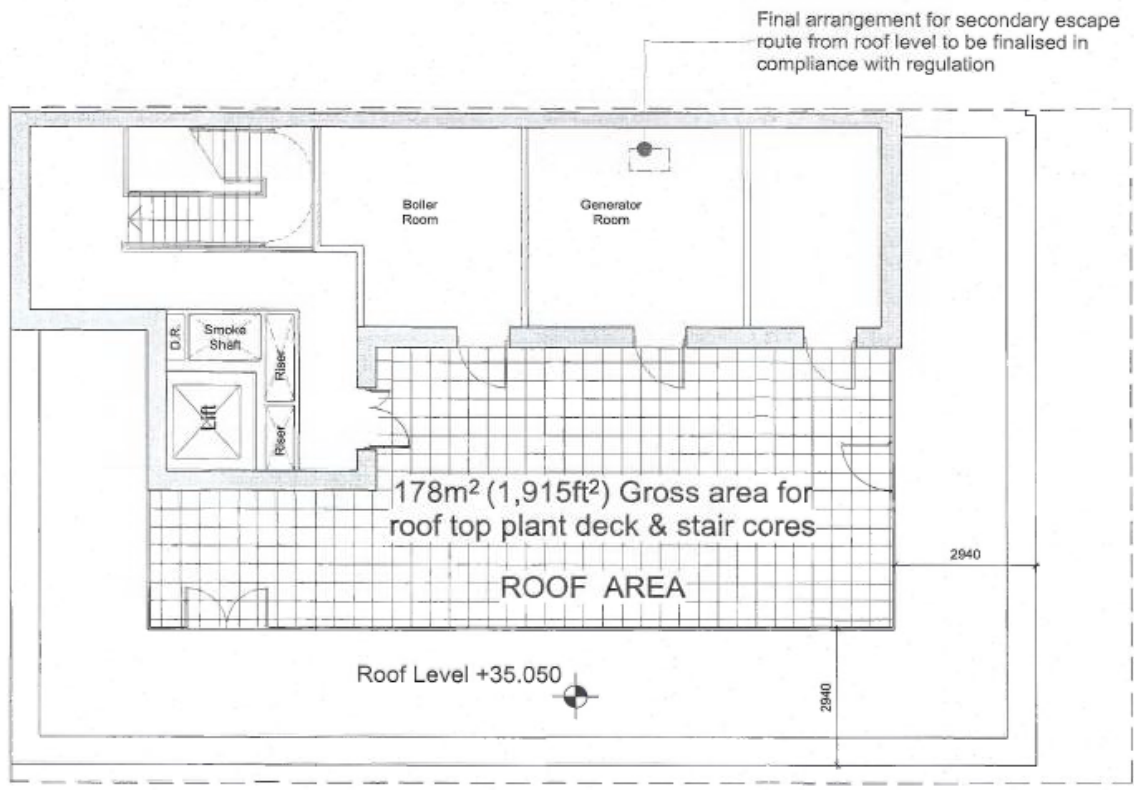 Final arrangement for secondary escape
route from roof level to be finalised in
compliance with regulation
Boiler
Room
Generator
Room
D.R.
Smoke
Shaft
Riser
Lift
Riser
178m² (1,915ft²) Gross area for
roof top plant deck & stair cores
2940
ROOF AREA
Roof Level +35.050
2940